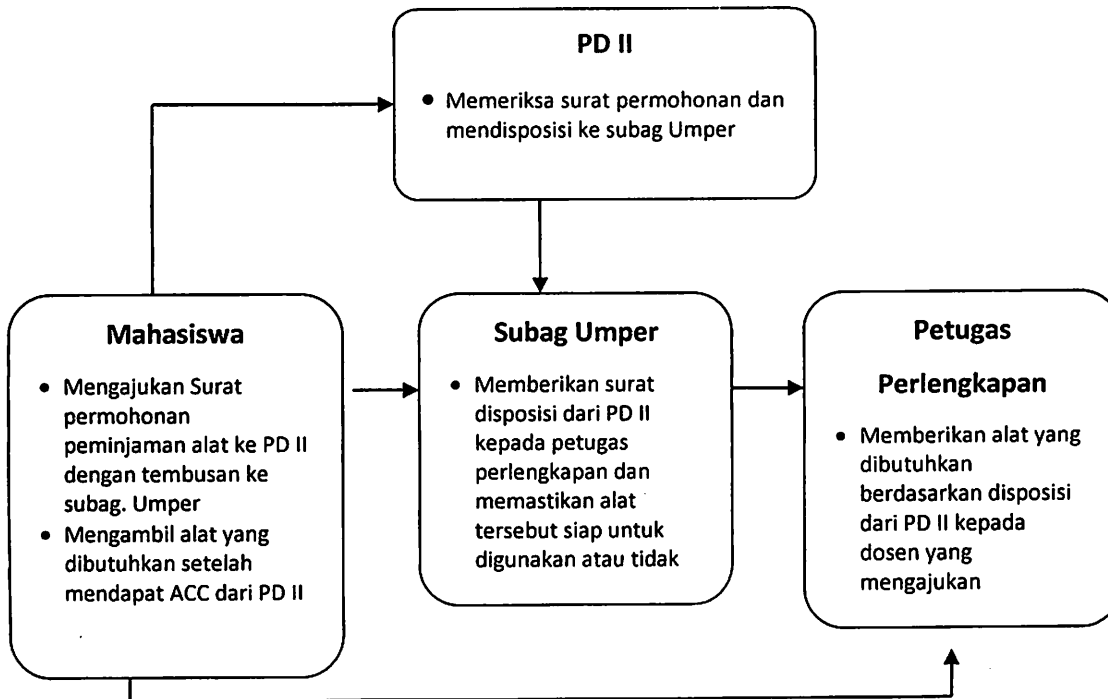 PD II
• Memeriksa surat permohonan dan
mendisposisi ke subag Umper
Mahasiswa
• Mengajukan Surat
permohonan
peminjaman alat ke PD II
dengan tembusan ke
subag. Umper
• Mengambil alat yang
dibutuhkan setelah
mendapat ACC dari PD II
Subag Umper
• Memberikan surat
disposisi dari PD II
kepada petugas
perlengkapan dan
memastikan alat
tersebut siap untuk
digunakan atau tidak
Petugas
Perlengkapan
• Memberikan alat yang
dibutuhkan
berdasarkan disposisi
dari PD II kepada
dosen yang
mengajukan